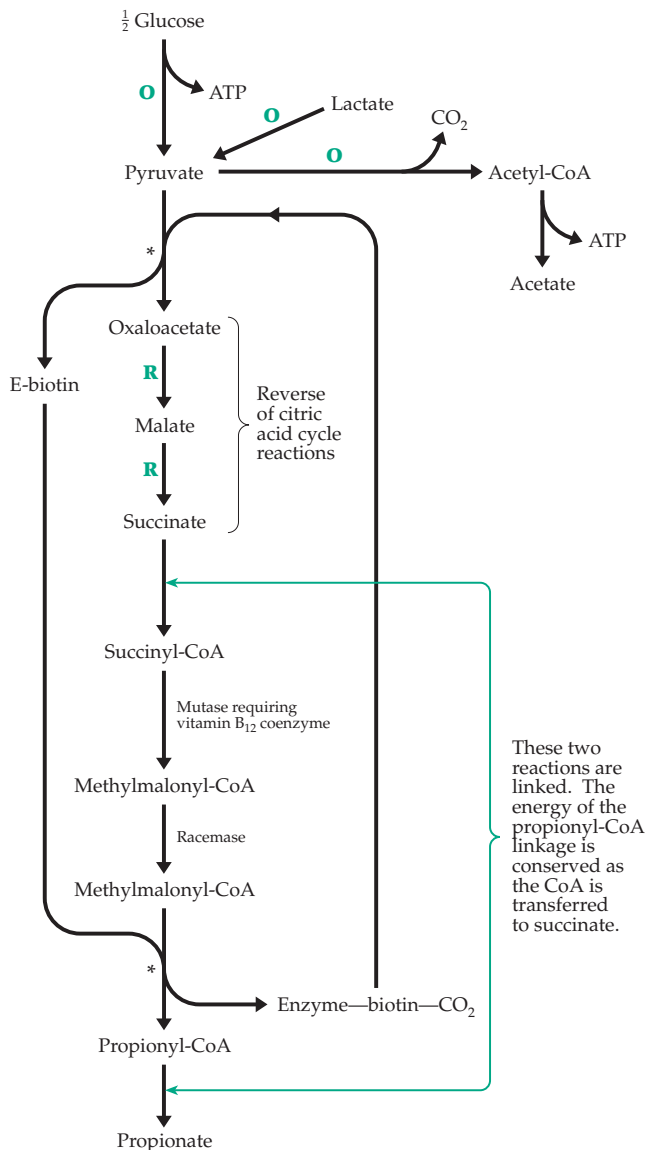 ½ Glucose
O
ATP
Lactate
O
CO₂
O
Pyruvate
Acetyl-CoA
*
ATP
Acetate
Oxaloacetate
R
E-biotin
Reverse
of citric
acid cycle
reactions
Malate
R
Succinate
Succinyl-CoA
Mutase requiring
vitamin B₁₂ coenzyme
Methylmalonyl-CoA
These two
reactions are
linked. The
energy of the
propionyl-CoA
linkage is
conserved as
the CoA is
transferred
to succinate.
Racemase
Methylmalonyl-CoA
*
Enzyme—biotin—CO₂
Propionyl-CoA
Propionate